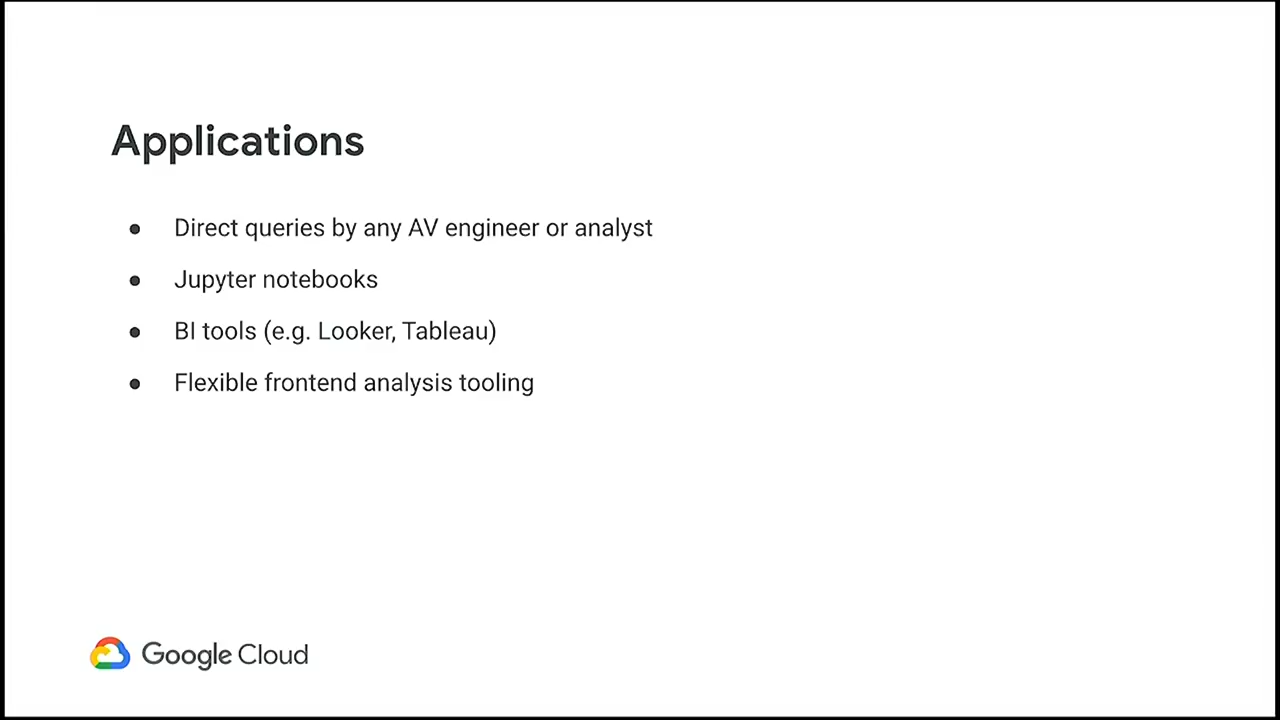 Applications
● Direct queries by any AV engineer or analyst
● Jupyter notebooks
● BI tools (e.g. Looker, Tableau)
● Flexible frontend analysis tooling
Google Cloud